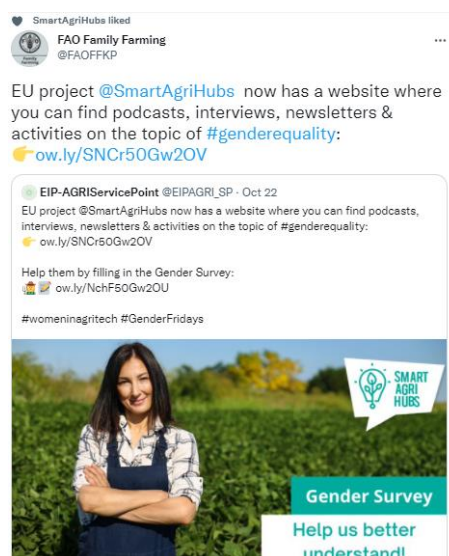 SmartAgriHubs liked
FAO Family Farming
@FAOFFKP
EU project @SmartAgriHubs now has a website where
you can find podcasts, interviews, newsletters &
activities on the topic of #genderequality:
👉ow.ly/SNCr50Gw2OV
EIP-AGRIServicePoint @EIPAGRI_SP · Oct 22
EU project @SmartAgriHubs now has a website where you can find podcasts,
interviews, newsletters & activities on the topic of #genderequality:
👉 ow.ly/SNCr50Gw2OV
Help them by filling in the Gender Survey:
👩‍🌾 📝 ow.ly/NchF50Gw2OU
#womeninagritech #GenderFridays
SMART
AGRI
HUBS
Gender Survey
Help us better
understand!